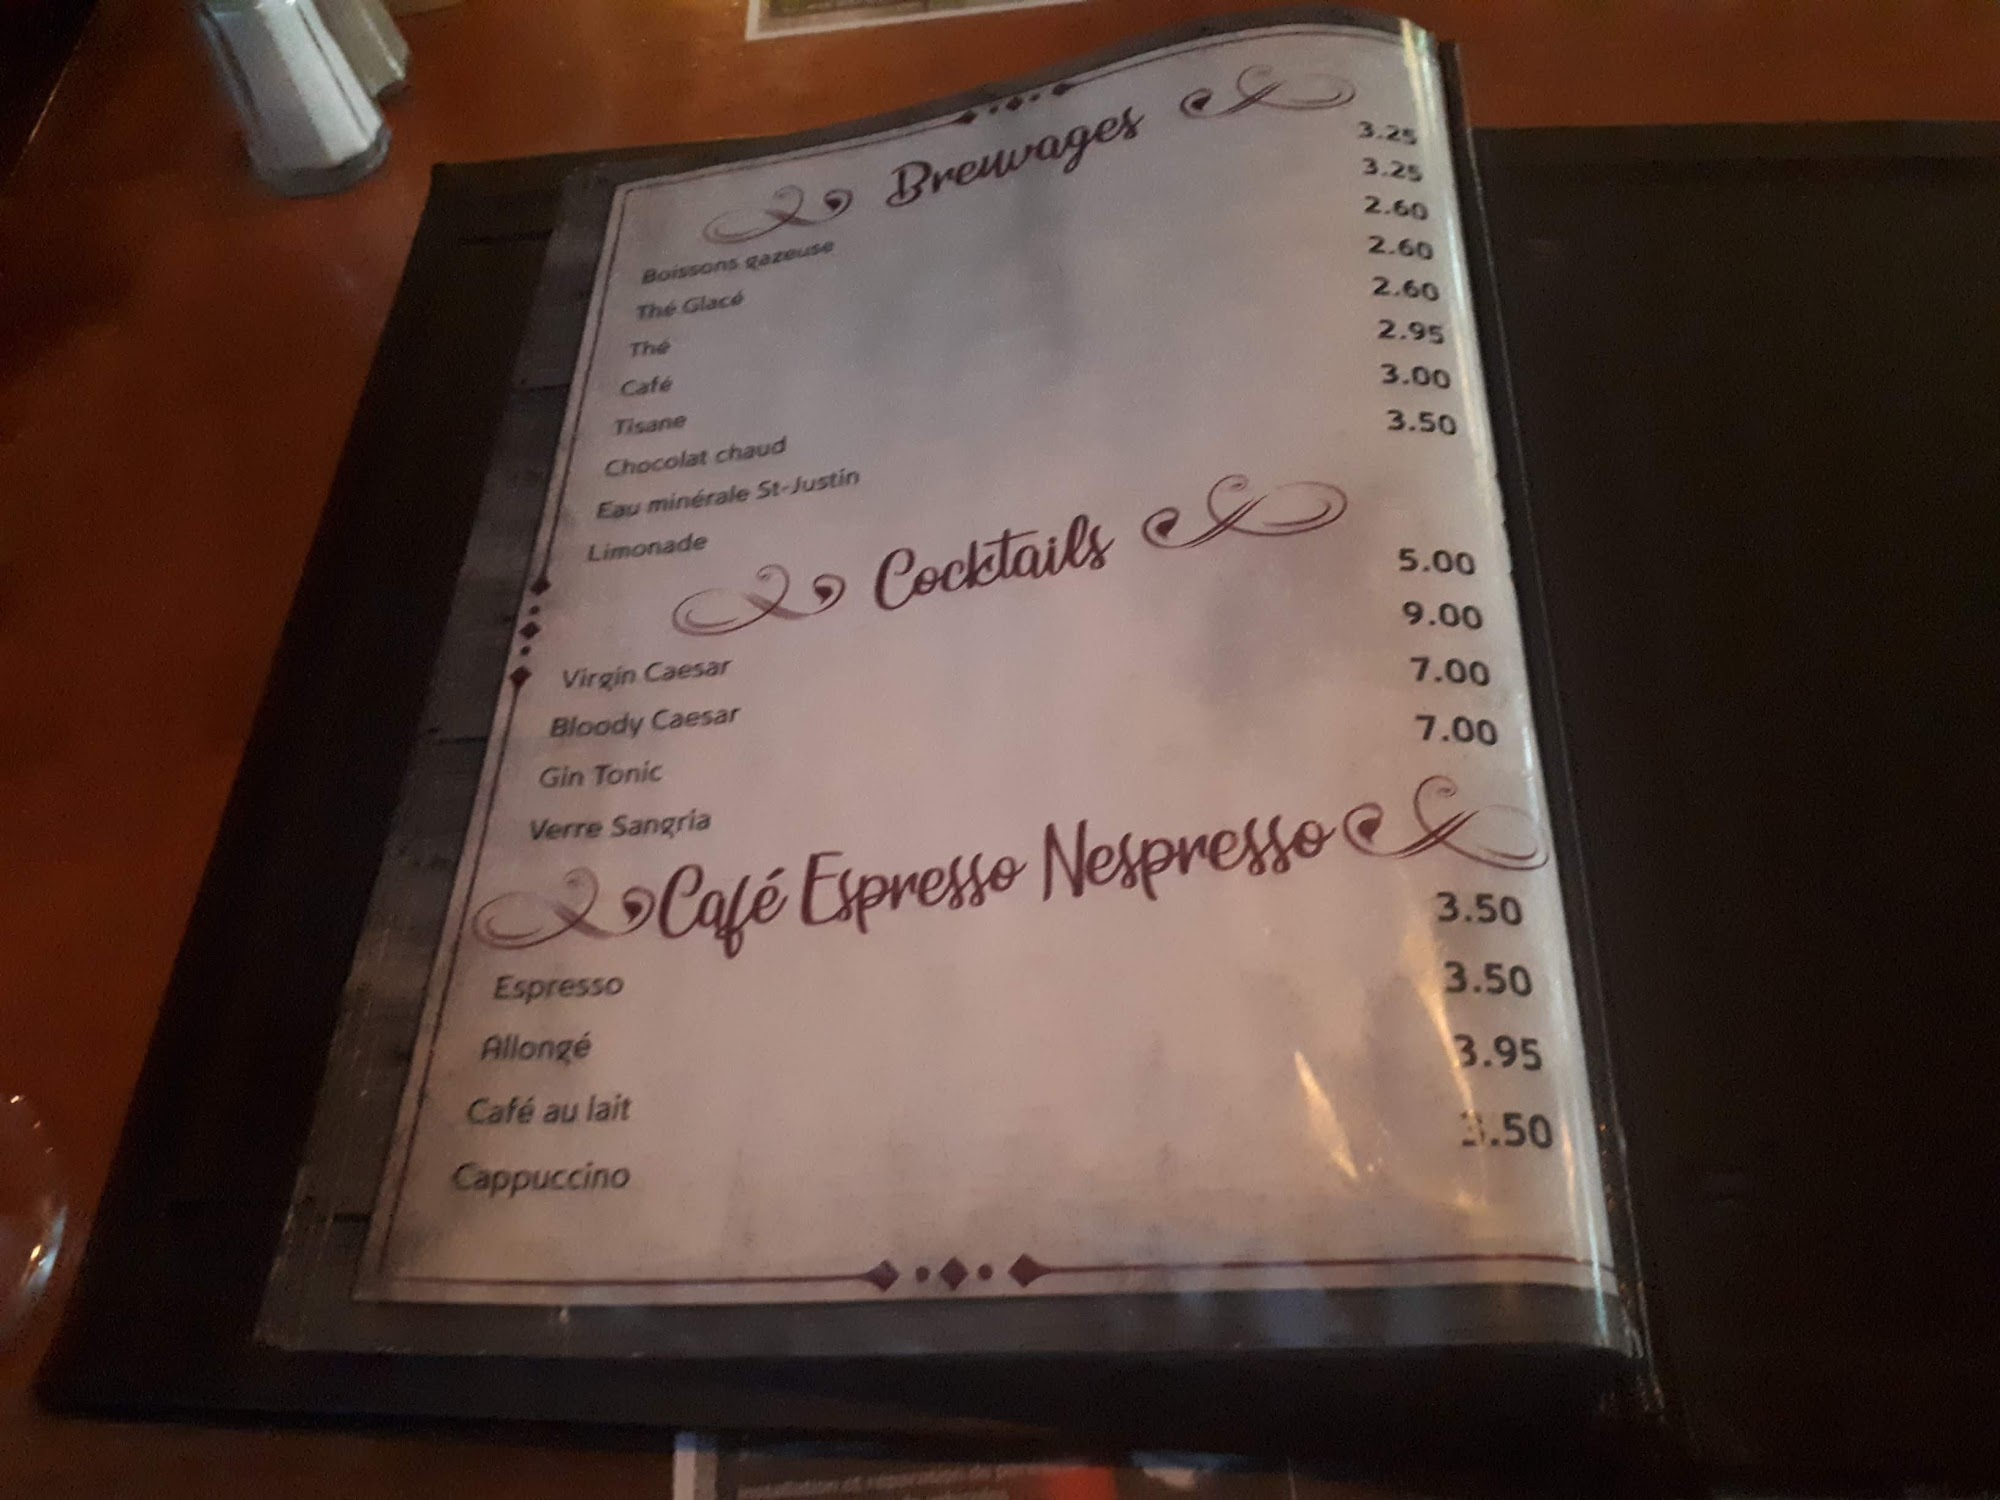 Brewvages
Boissons gazeuse 3.25
Thé Glacé 3.25
Thé 2.60
Café 2.60
Tisane 2.60
Chocolat chaud 2.95
Eau minérale St-Justin 3.00
Limonade 3.50
Cocktails
Virgin Caesar 5.00
Bloody Caesar 9.00
Gin Tonic 7.00
Verre Sangria 7.00
Café Espresso Nespresso
Espresso 3.50
Allongé 3.50
Café au lait 3.95
Cappuccino 3.50